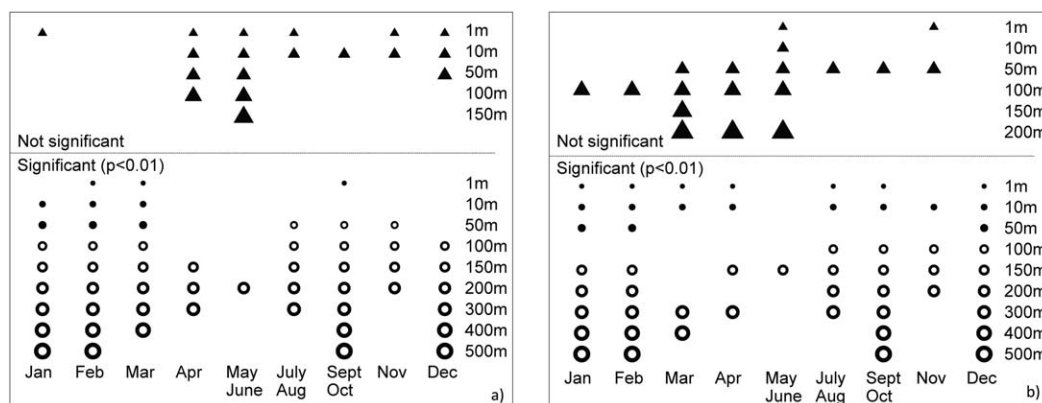 1m
10m
50m
100m
150m
Not significant
Significant (p<0.01)
1m
10m
50m
100m
150m
200m
300m
400m
500m
Jan Feb Mar Apr May July Sept Nov Dec
June Aug Oct
a)
1m
10m
50m
100m
150m
200m
Not significant
Significant (p<0.01)
1m
10m
50m
100m
150m
200m
300m
400m
500m
Jan Feb Mar Apr May July Sept Nov Dec
June Aug Oct
b)